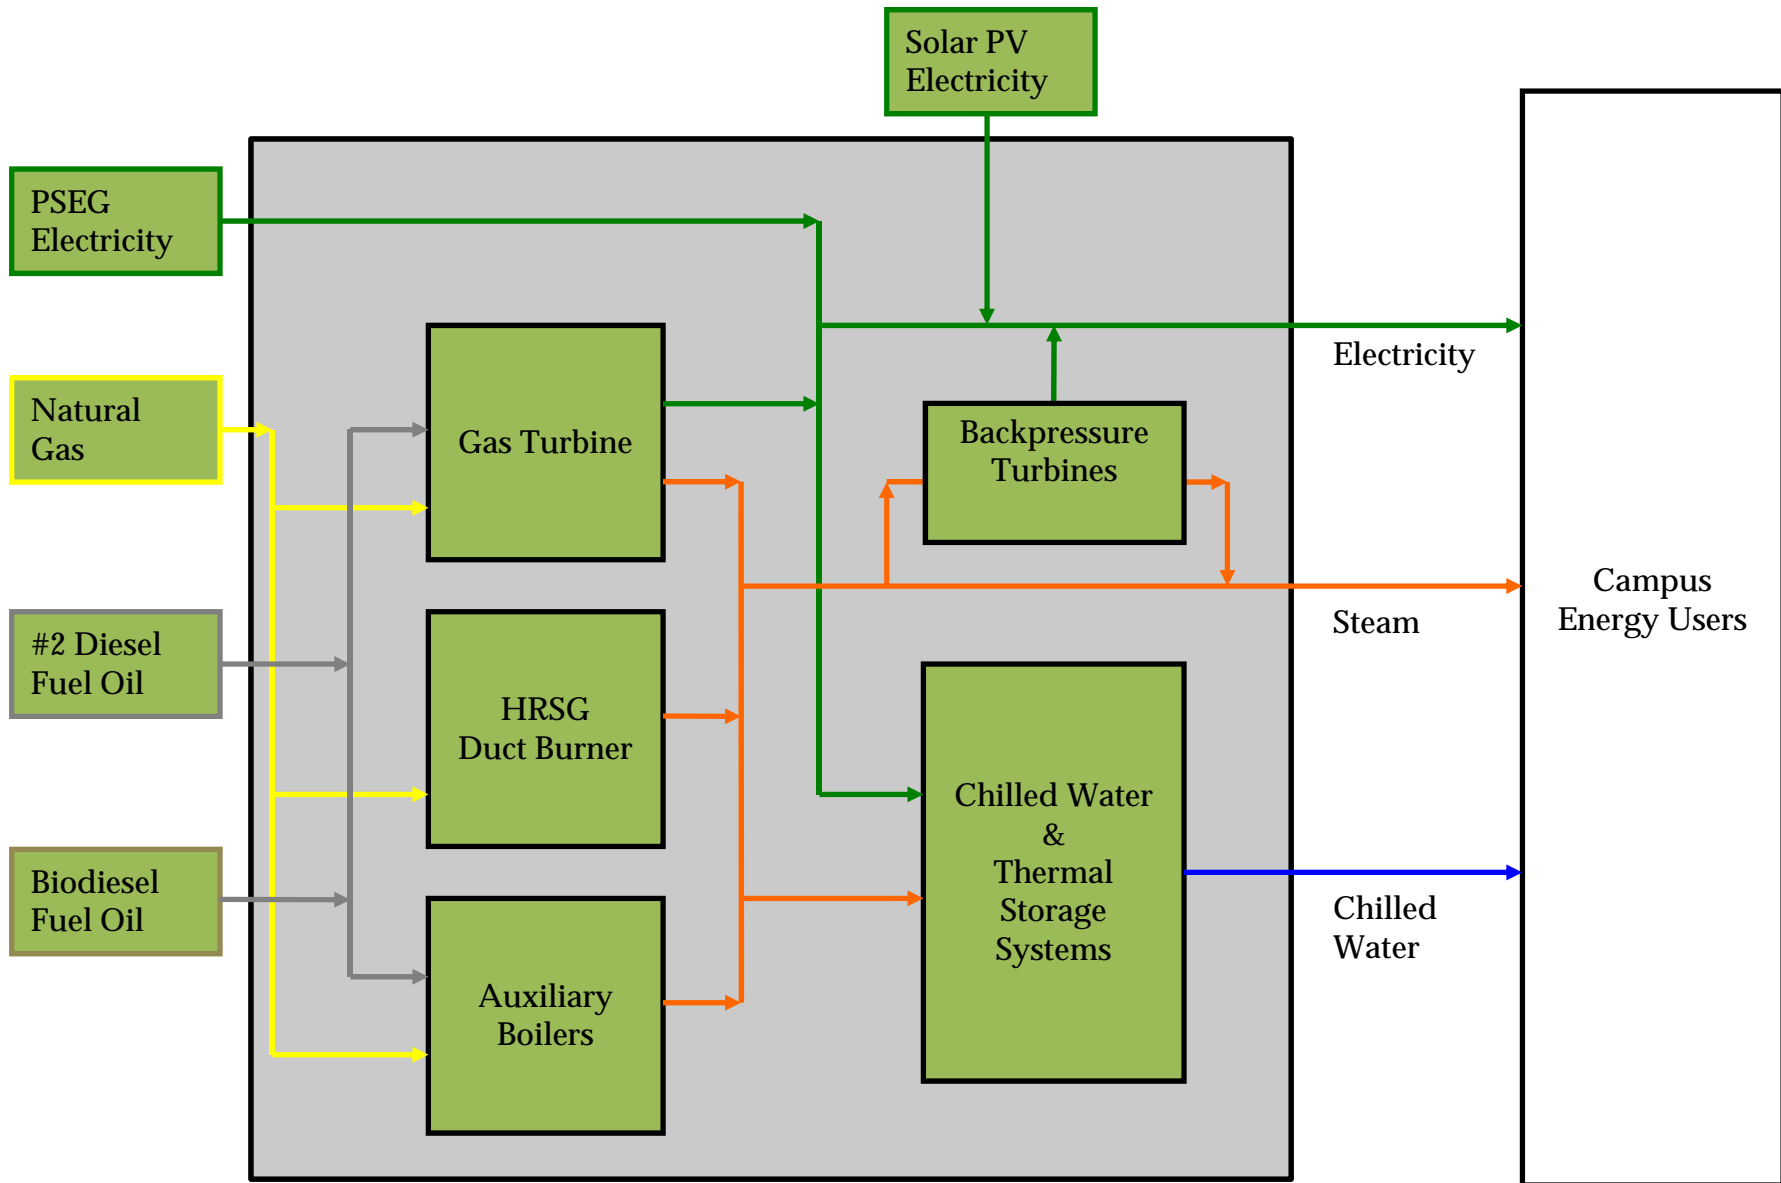 Solar PV
Electricity
PSEG
Electricity
Natural
Gas
#2 Diesel
Fuel Oil
Biodiesel
Fuel Oil
Gas Turbine
HRSG
Duct Burner
Auxiliary
Boilers
Backpressure
Turbines
Chilled Water
&
Thermal
Storage
Systems
Electricity
Steam
Chilled
Water
Campus
Energy Users